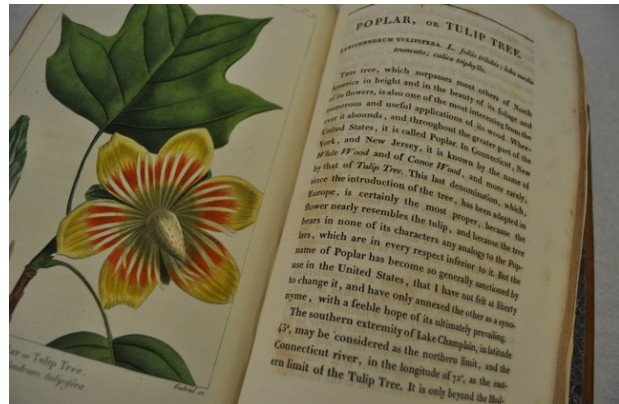 lar or Tulip Tree.
dendrum tulipifera.
Gabriel sc.
POPLAR, OR TULIP TREE.
LYRIODENDRUM TULIPIFERA. L. foliis trilobis; lobo medio
truncato; calice triphyllo.
This tree, which surpasses most others of North
America in height and in the beauty of its foliage and
of its flowers, is also one of the most interesting from the
numerous and useful applications of its wood. Wher-
ever it abounds, and throughout the greater part of the
United States, it is called Poplar. In Connecticut, New
York, and New Jersey, it is known by the name of
White Wood and of Canoe Wood, and more rarely,
by that of Tulip Tree. This last denomination, which,
since the introduction of the tree, has been adopted in
Europe, is certainly the most proper, because the
flower nearly resembles the tulip, and because the tree
bears in none of its characters any analogy to the Pop-
lars, which are in every respect inferior to it. But the
name of Poplar has become so generally sanctioned by
use in the United States, that I have not felt at liberty
to change it, and have only annexed the other as a syno-
nyme, with a feeble hope of its ultimately prevailing.
The southern extremity of Lake Champlain, in latitude
45°, may be considered as the northern limit, and the
Connecticut river, in the longitude of 72°, as the east-
ern limit of the Tulip Tree. It is only beyond the Hud-